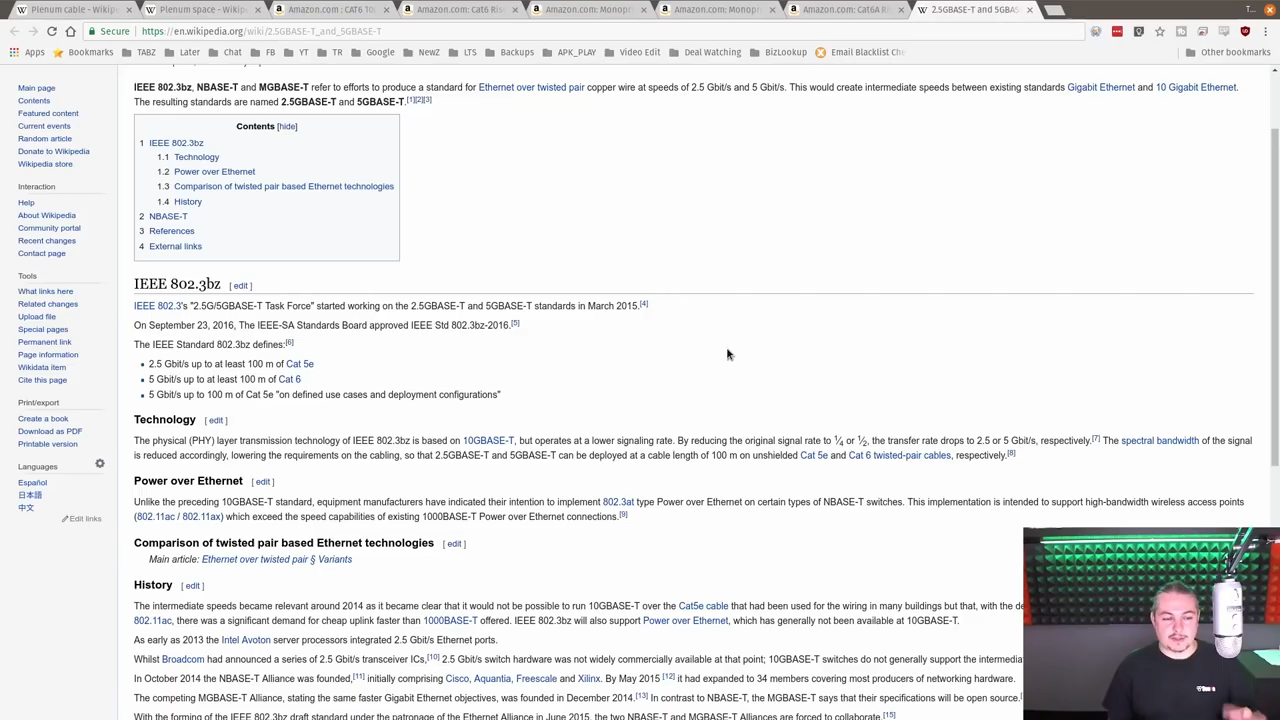 Plenum cable - Wikip
Plenum space - Wikip
Amazon.com : CAT6
Amazon.com: Cat6 Rise
Amazon.com: Monopri
Amazon.com: Monopri
Amazon.com: CAT6A R
2.5GBASE-T and 5GBAS
Secure https://en.wikipedia.org/wiki/2.5GBASE-T_and_5GBASE-T
Apps Bookmarks TABZ Later Chat FB YT TR Google NewZ LTS Backups APK_PLAY Video Edit Deal Watching BizLookup Email Blacklist Che Other bookmarks
Main page
Contents
Featured content
Current events
Random article
Donate to Wikipedia
Wikipedia store
Interaction
Help
About Wikipedia
Community portal
Recent changes
Contact page
Tools
What links here
Related changes
Upload file
Special pages
Permanent link
Page information
Wikidata item
Cite this page
Print/export
Create a book
Download as PDF
Printable version
Languages
Español
日本語
中文
Edit links
IEEE 802.3bz, NBASE-T and MGBASE-T refer to efforts to produce a standard for Ethernet over twisted pair copper wire at speeds of 2.5 Gbit/s and 5 Gbit/s. This would create intermediate speeds between existing standards Gigabit Ethernet and 10 Gigabit Ethernet.
The resulting standards are named 2.5GBASE-T and 5GBASE-T.[1][2][3]
Contents [hide]
1 IEEE 802.3bz
1.1 Technology
1.2 Power over Ethernet
1.3 Comparison of twisted pair based Ethernet technologies
1.4 History
2 NBASE-T
3 References
4 External links
IEEE 802.3bz [ edit ]
IEEE 802.3's "2.5G/5GBASE-T Task Force" started working on the 2.5GBASE-T and 5GBASE-T standards in March 2015.[4]
On September 23, 2016, The IEEE-SA Standards Board approved IEEE Std 802.3bz-2016.[5]
The IEEE Standard 802.3bz defines:[6]
• 2.5 Gbit/s up to at least 100 m of Cat 5e
• 5 Gbit/s up to at least 100 m of Cat 6
• 5 Gbit/s up to 100 m of Cat 5e "on defined use cases and deployment configurations"
Technology [ edit ]
The physical (PHY) layer transmission technology of IEEE 802.3bz is based on 10GBASE-T, but operates at a lower signaling rate. By reducing the original signal rate to 1⁄4 or 1⁄2, the transfer rate drops to 2.5 or 5 Gbit/s, respectively.[7] The spectral bandwidth of the signal
is reduced accordingly, lowering the requirements on the cabling, so that 2.5GBASE-T and 5GBASE-T can be deployed at a cable length of 100 m on unshielded Cat 5e and Cat 6 twisted-pair cables, respectively.[8]
Power over Ethernet [ edit ]
Unlike the preceding 10GBASE-T standard, equipment manufacturers have indicated their intention to implement 802.3at type Power over Ethernet on certain types of NBASE-T switches. This implementation is intended to support high-bandwidth wireless access points
(802.11ac / 802.11ax) which exceed the speed capabilities of existing 1000BASE-T Power over Ethernet connections.[9]
Comparison of twisted pair based Ethernet technologies [ edit ]
Main article: Ethernet over twisted pair § Variants
History [ edit ]
The intermediate speeds became relevant around 2014 as it became clear that it would not be possible to run 10GBASE-T over the Cat5e cable that had been used for the wiring in many buildings but that, with the de
802.11ac, there was a significant demand for cheap uplink faster than 1000BASE-T offered. IEEE 802.3bz will also support Power over Ethernet, which has generally not been available at 10GBASE-T.
As early as 2013 the Intel Avoton server processors integrated 2.5 Gbit/s Ethernet ports.
Whilst Broadcom had announced a series of 2.5 Gbit/s transceiver ICs,[10] 2.5 Gbit/s switch hardware was not widely commercially available at that point; 10GBASE-T switches do not generally support the intermedia
In October 2014 the NBASE-T Alliance was founded,[11] initially comprising Cisco, Aquantia, Freescale and Xilinx. By May 2015 [12] it had expanded to 34 members covering most producers of networking hardware.
The competing MGBASE-T Alliance, stating the same faster Gigabit Ethernet objectives, was founded in December 2014.[13] In contrast to NBASE-T, the MGBASE-T says that their specifications will be open source.
With the forming of the IEEE 802.3bz draft standard under the patronage of the Ethernet Alliance in June 2015, the two NBASE-T and MGBASE-T Alliances are forced to collaborate.[15]